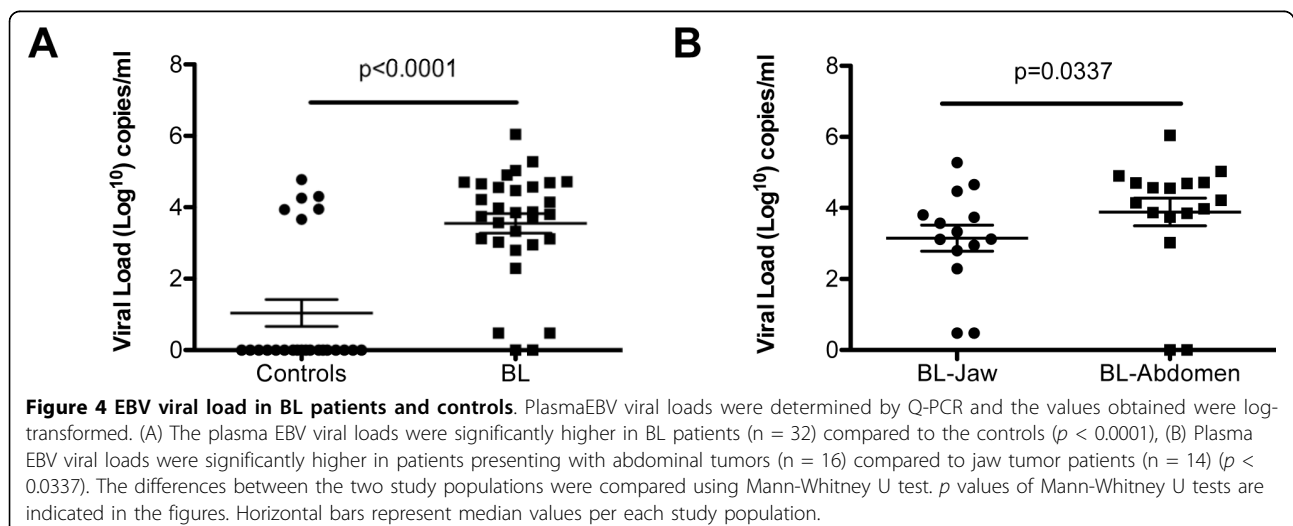 A
B
Viral Load (Log¹⁰) copies/ml
8
6
4
2
0
p<0.0001
Controls
BL
Viral Load (Log¹⁰) copies/ml
8
6
4
2
0
p=0.0337
BL-Jaw
BL-Abdomen
Figure 4 EBV viral load in BL patients and controls. PlasmaEBV viral loads were determined by Q-PCR and the values obtained were log-
transformed. (A) The plasma EBV viral loads were significantly higher in BL patients (n = 32) compared to the controls (p < 0.0001), (B) Plasma
EBV viral loads were significantly higher in patients presenting with abdominal tumors (n = 16) compared to jaw tumor patients (n = 14) (p <
0.0337). The differences between the two study populations were compared using Mann-Whitney U test. p values of Mann-Whitney U tests are
indicated in the figures. Horizontal bars represent median values per each study population.